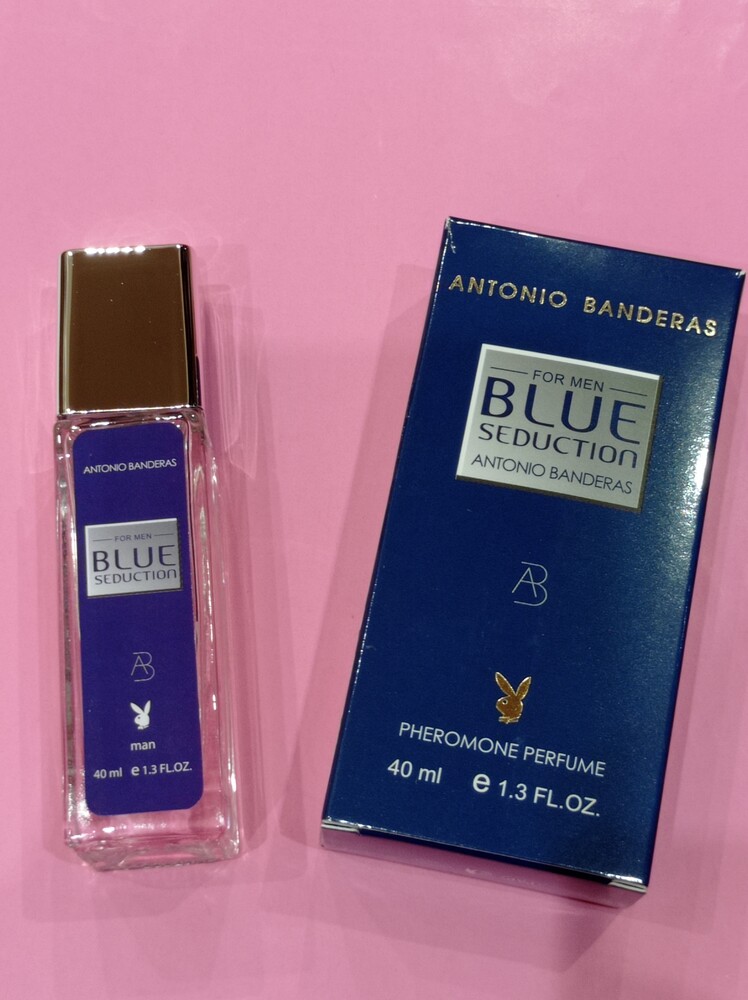 ANTONIO BANDERAS
FOR MEN
BLUE
SEDUCTION
AB
man
40 ml e 1.3 FL.OZ.
ANTONIO BANDERAS
FOR MEN
BLUE
SEDUCTION
ANTONIO BANDERAS
AB
PHEROMONE PERFUME
40 ml e 1.3 FL.OZ.